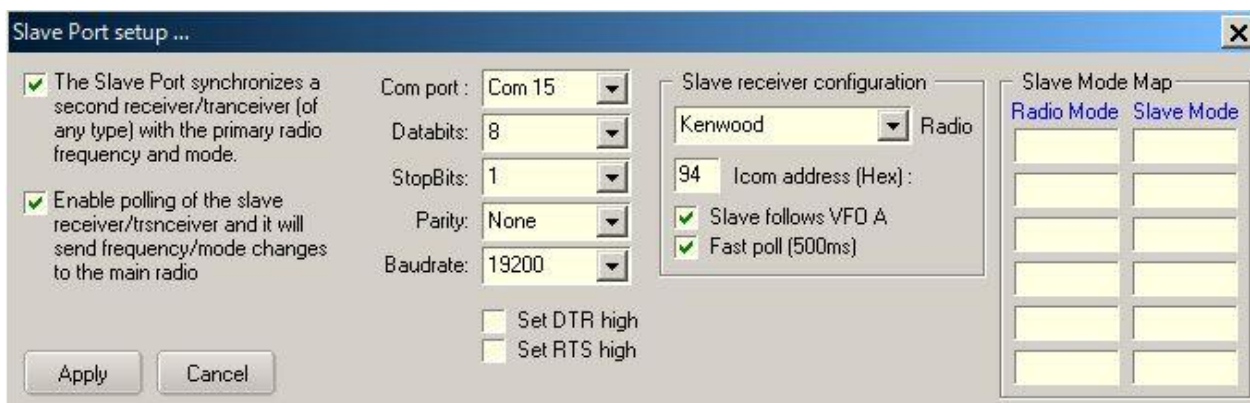 Slave Port setup ...
The Slave Port synchronizes a
second receiver/tranceiver (of
any type) with the primary radio
frequency and mode.
Enable polling of the slave
receiver/trsnceiver and it will
send frequency/mode changes
to the main radio
Apply
Cancel
Com port :
Com 15
Databits:
8
StopBits:
1
Parity:
None
Baudrate:
19200
Set DTR high
Set RTS high
Slave receiver configuration
Kenwood
Radio
94
Icom address (Hex) :
Slave follows VFO A
Fast poll (500ms)
Slave Mode Map
Radio Mode
Slave Mode